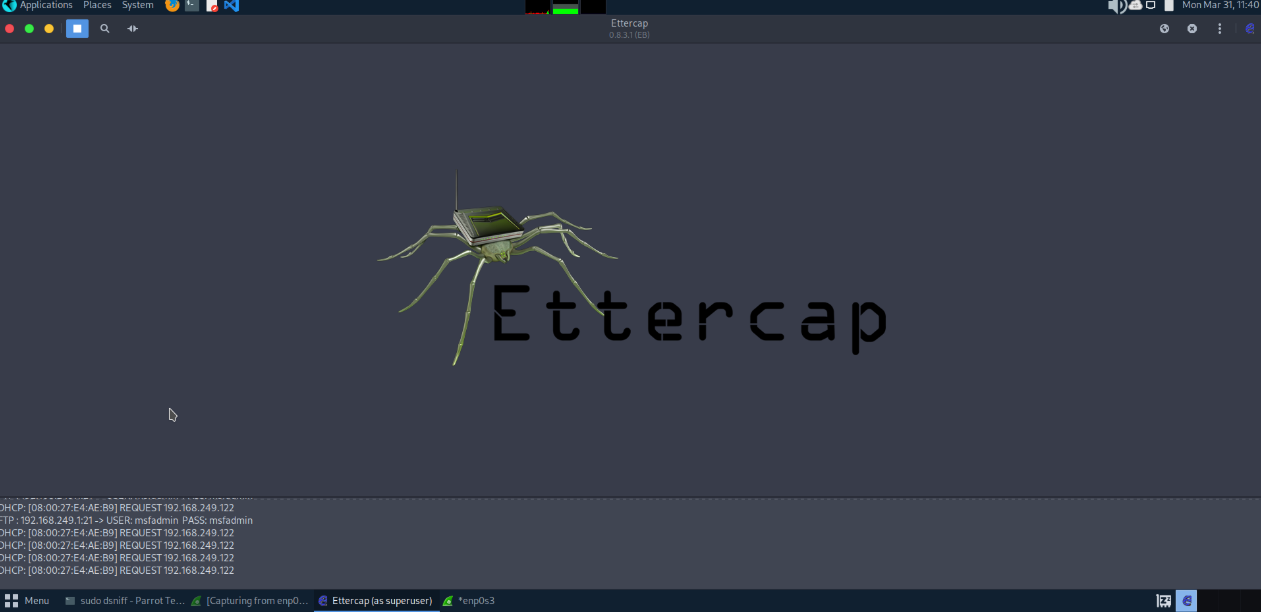 Applications Places System
Mon Mar 31, 11:40
Ettercap
0.8.3.1 (EB)
Ettercap
DHCP: [08:00:27:E4:AE:B9] REQUEST 192.168.249.122
FTP : 192.168.249.1:21 -> USER: msfadmin PASS: msfadmin
DHCP: [08:00:27:E4:AE:B9] REQUEST 192.168.249.122
DHCP: [08:00:27:E4:AE:B9] REQUEST 192.168.249.122
DHCP: [08:00:27:E4:AE:B9] REQUEST 192.168.249.122
DHCP: [08:00:27:E4:AE:B9] REQUEST 192.168.249.122
Menu sudo dsniff - Parrot Te... [Capturing from enp0... Ettercap (as superuser) *enp0s3